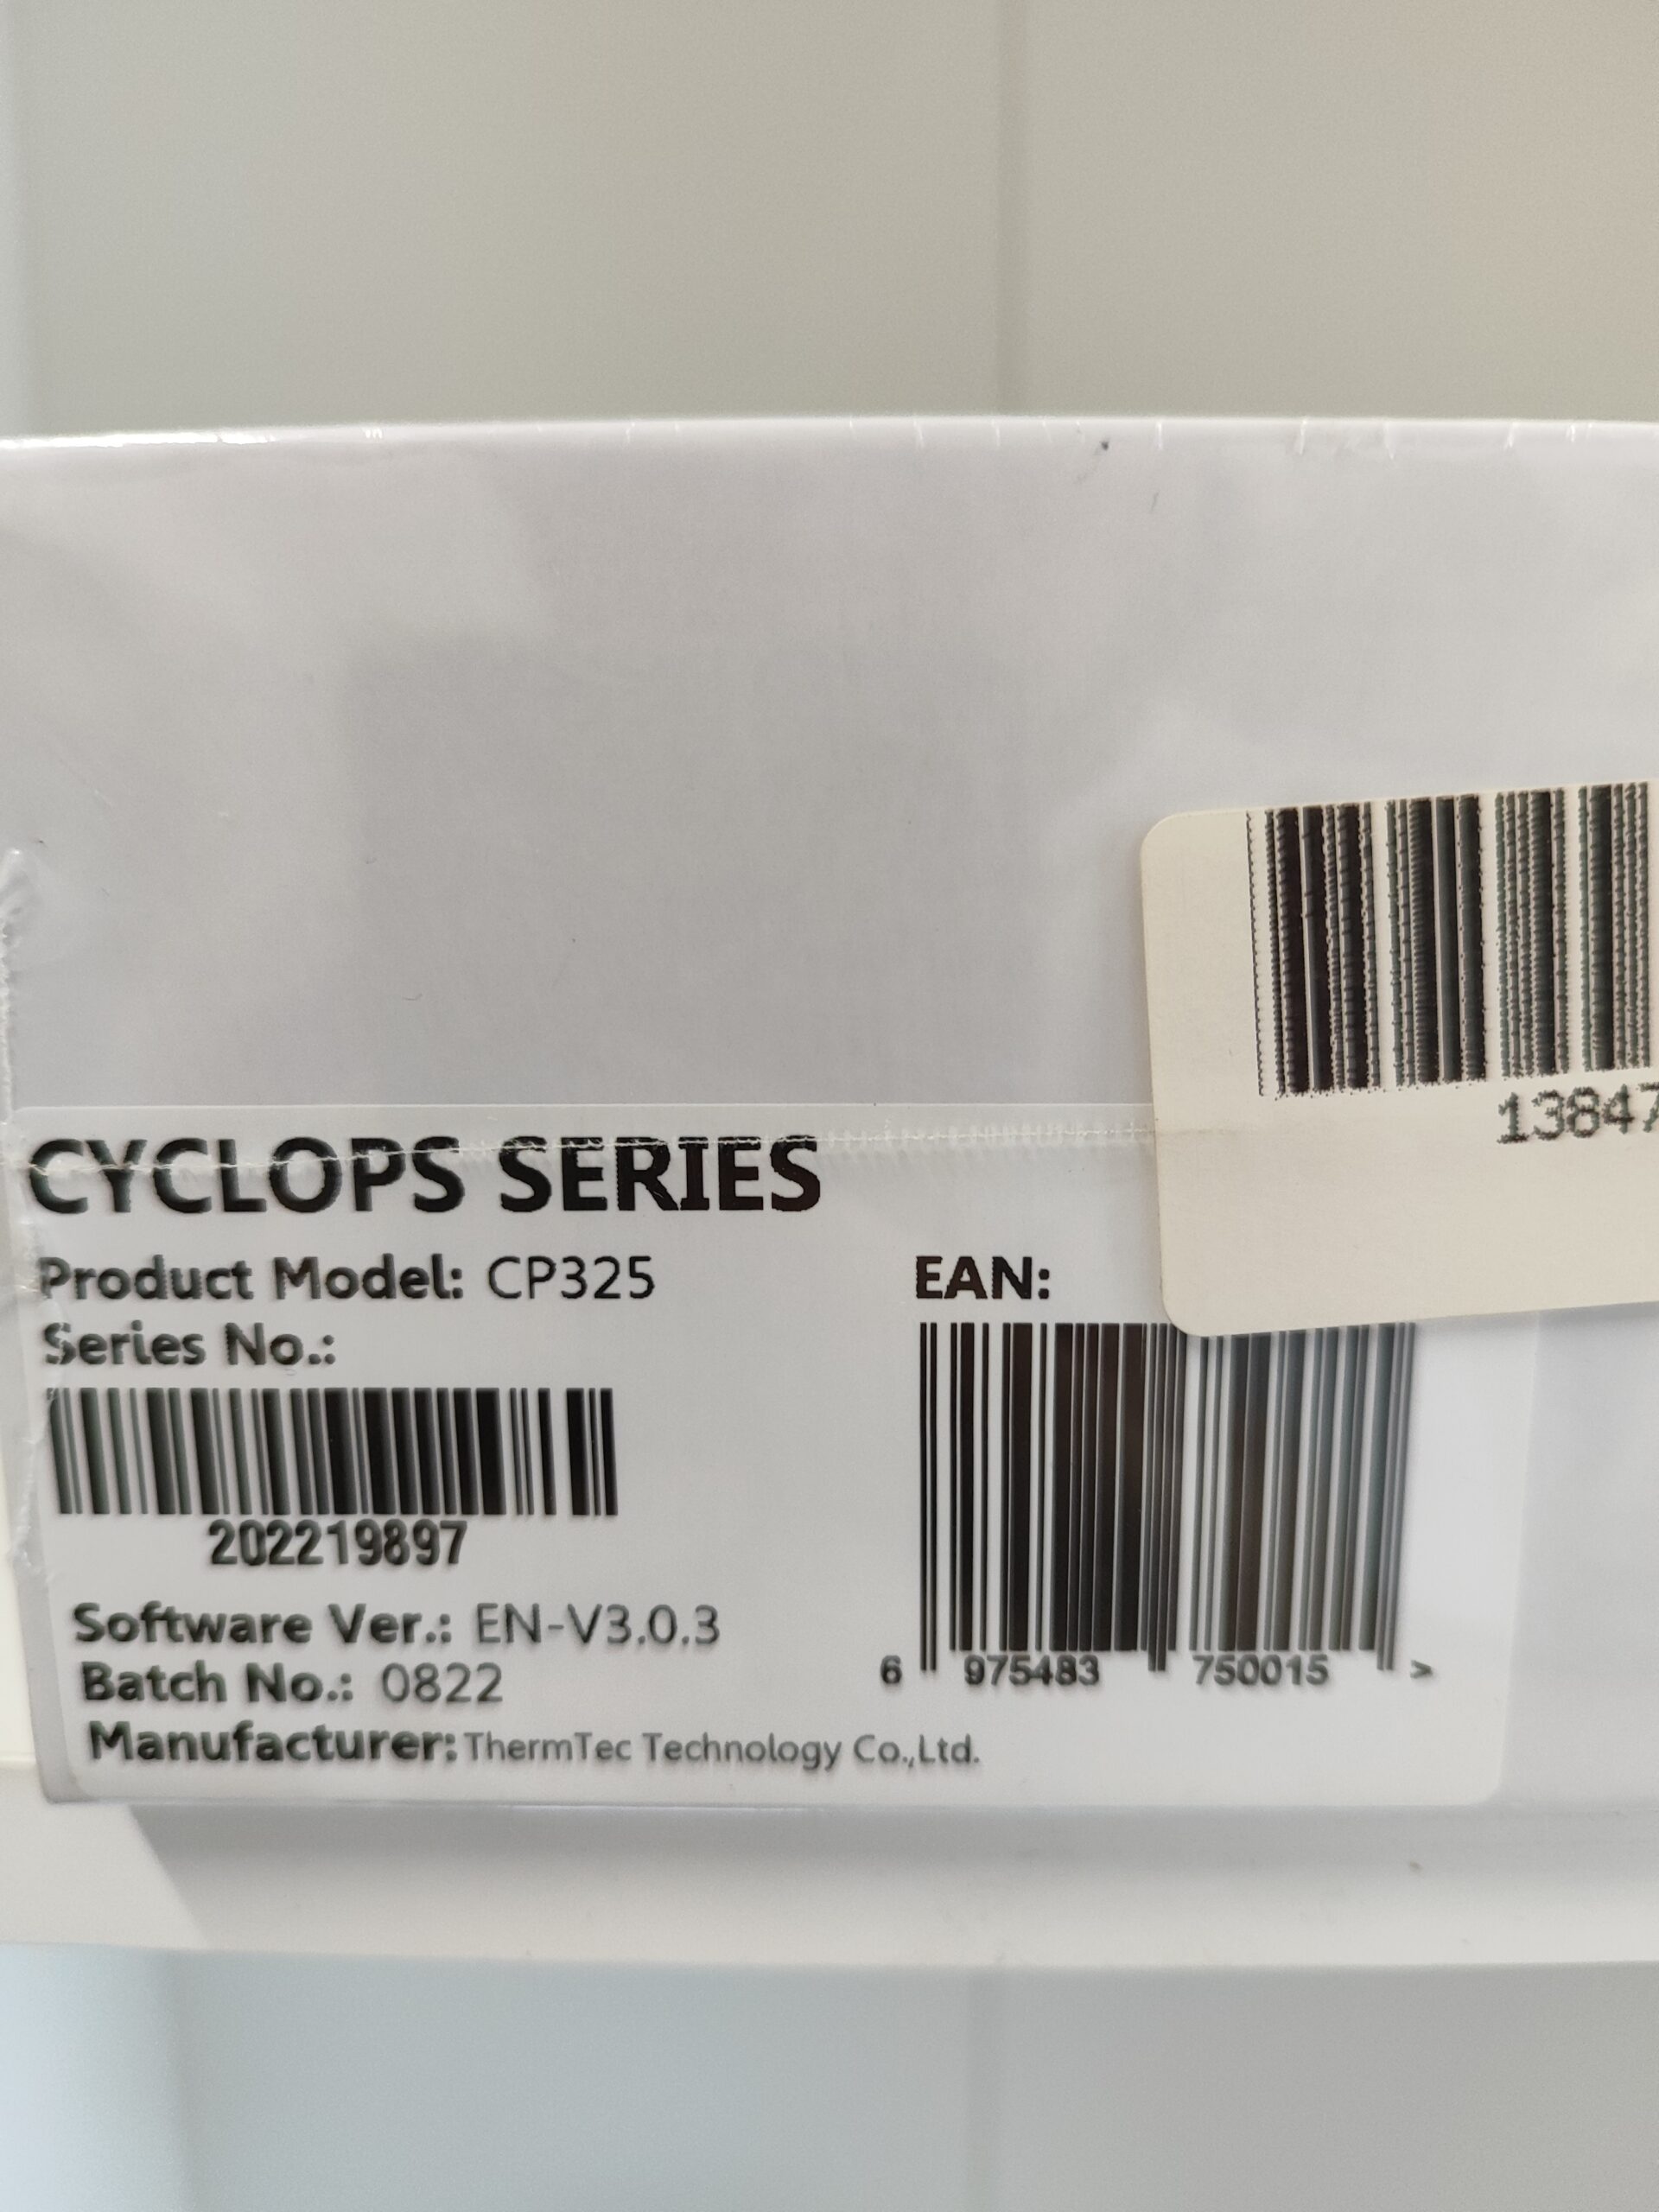 13847
CYCLOPS SERIES
Product Model: CP325
EAN:
Series No.:
202219897
Software Ver.: EN-V3.0.3
6 975483 750015 >
Batch No.: 0822
Manufacturer: ThermTec Technology Co.,Ltd.